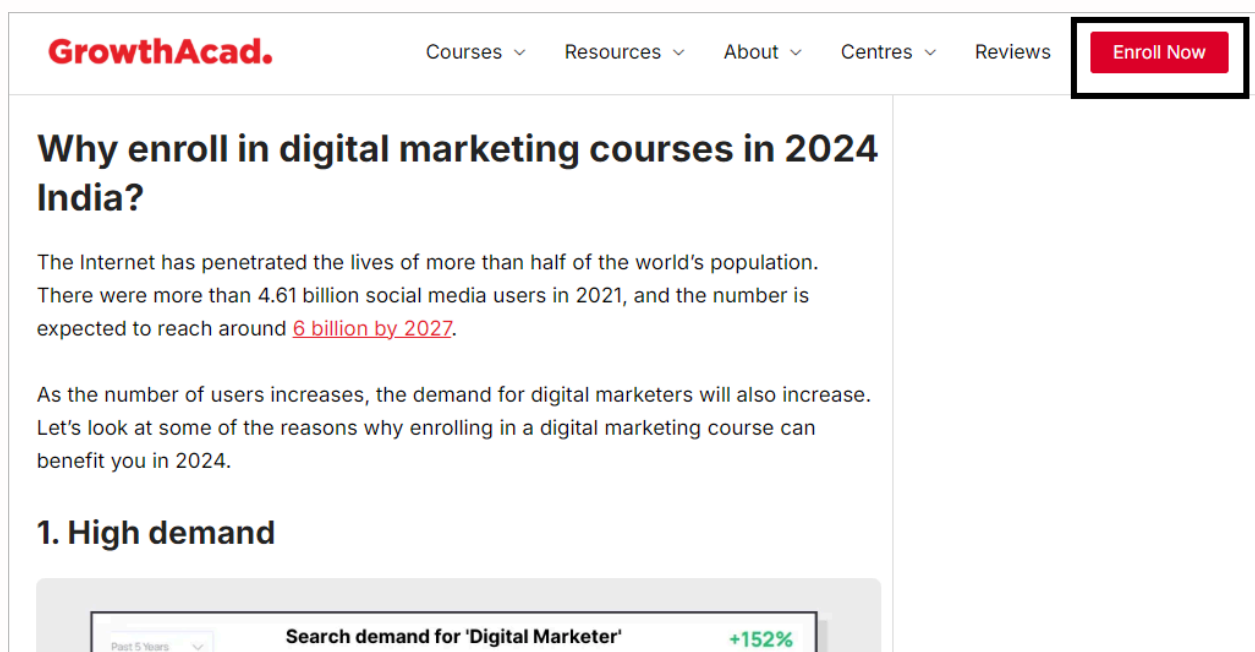 GrowthAcad.
Courses
Resources
About
Centres
Reviews
Enroll Now
Why enroll in digital marketing courses in 2024
India?
The Internet has penetrated the lives of more than half of the world's population.
There were more than 4.61 billion social media users in 2021, and the number is
expected to reach around 6 billion by 2027.
As the number of users increases, the demand for digital marketers will also increase.
Let's look at some of the reasons why enrolling in a digital marketing course can
benefit you in 2024.
1. High demand
Past 5 Years
Search demand for 'Digital Marketer'
+152%